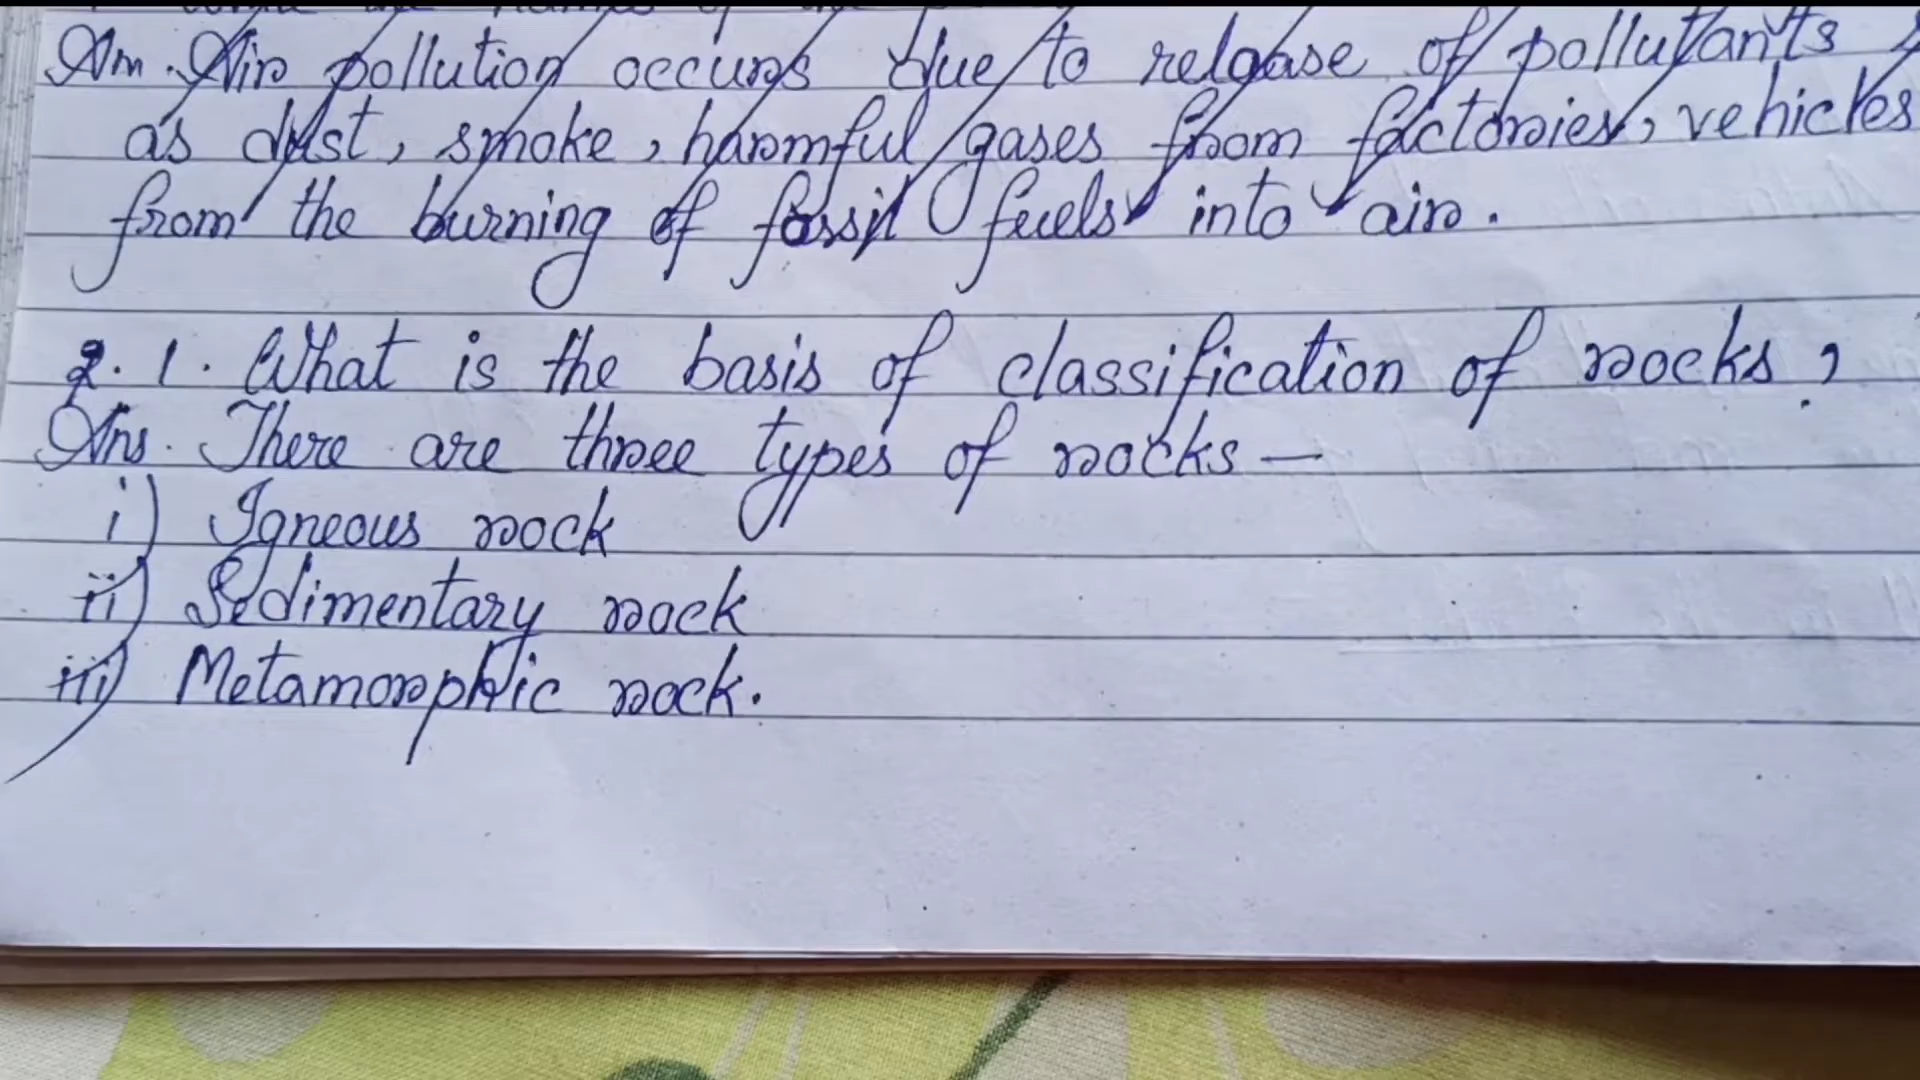 Ans. Air pollution occurs due to release of pollutants
as dust, smoke, harmful gases from factories, vehicles
from the burning of fossil fuels into air.
2. 1. What is the basis of classification of rocks?
Ans. There are three types of rocks —
i) Igneous rock
ii) Sedimentary rock
iii) Metamorphic rock.